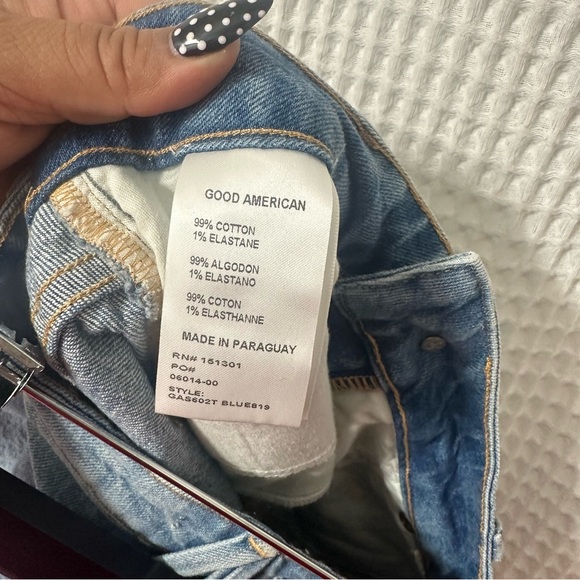 GOOD AMERICAN
99% COTTON
1% ELASTANE
99% ALGODON
1% ELASTANO
99% COTON
1% ELASTHANNE
MADE IN PARAGUAY
RN# 151301
PO#
06014-00
STYLE:
GAS602T BLUE819